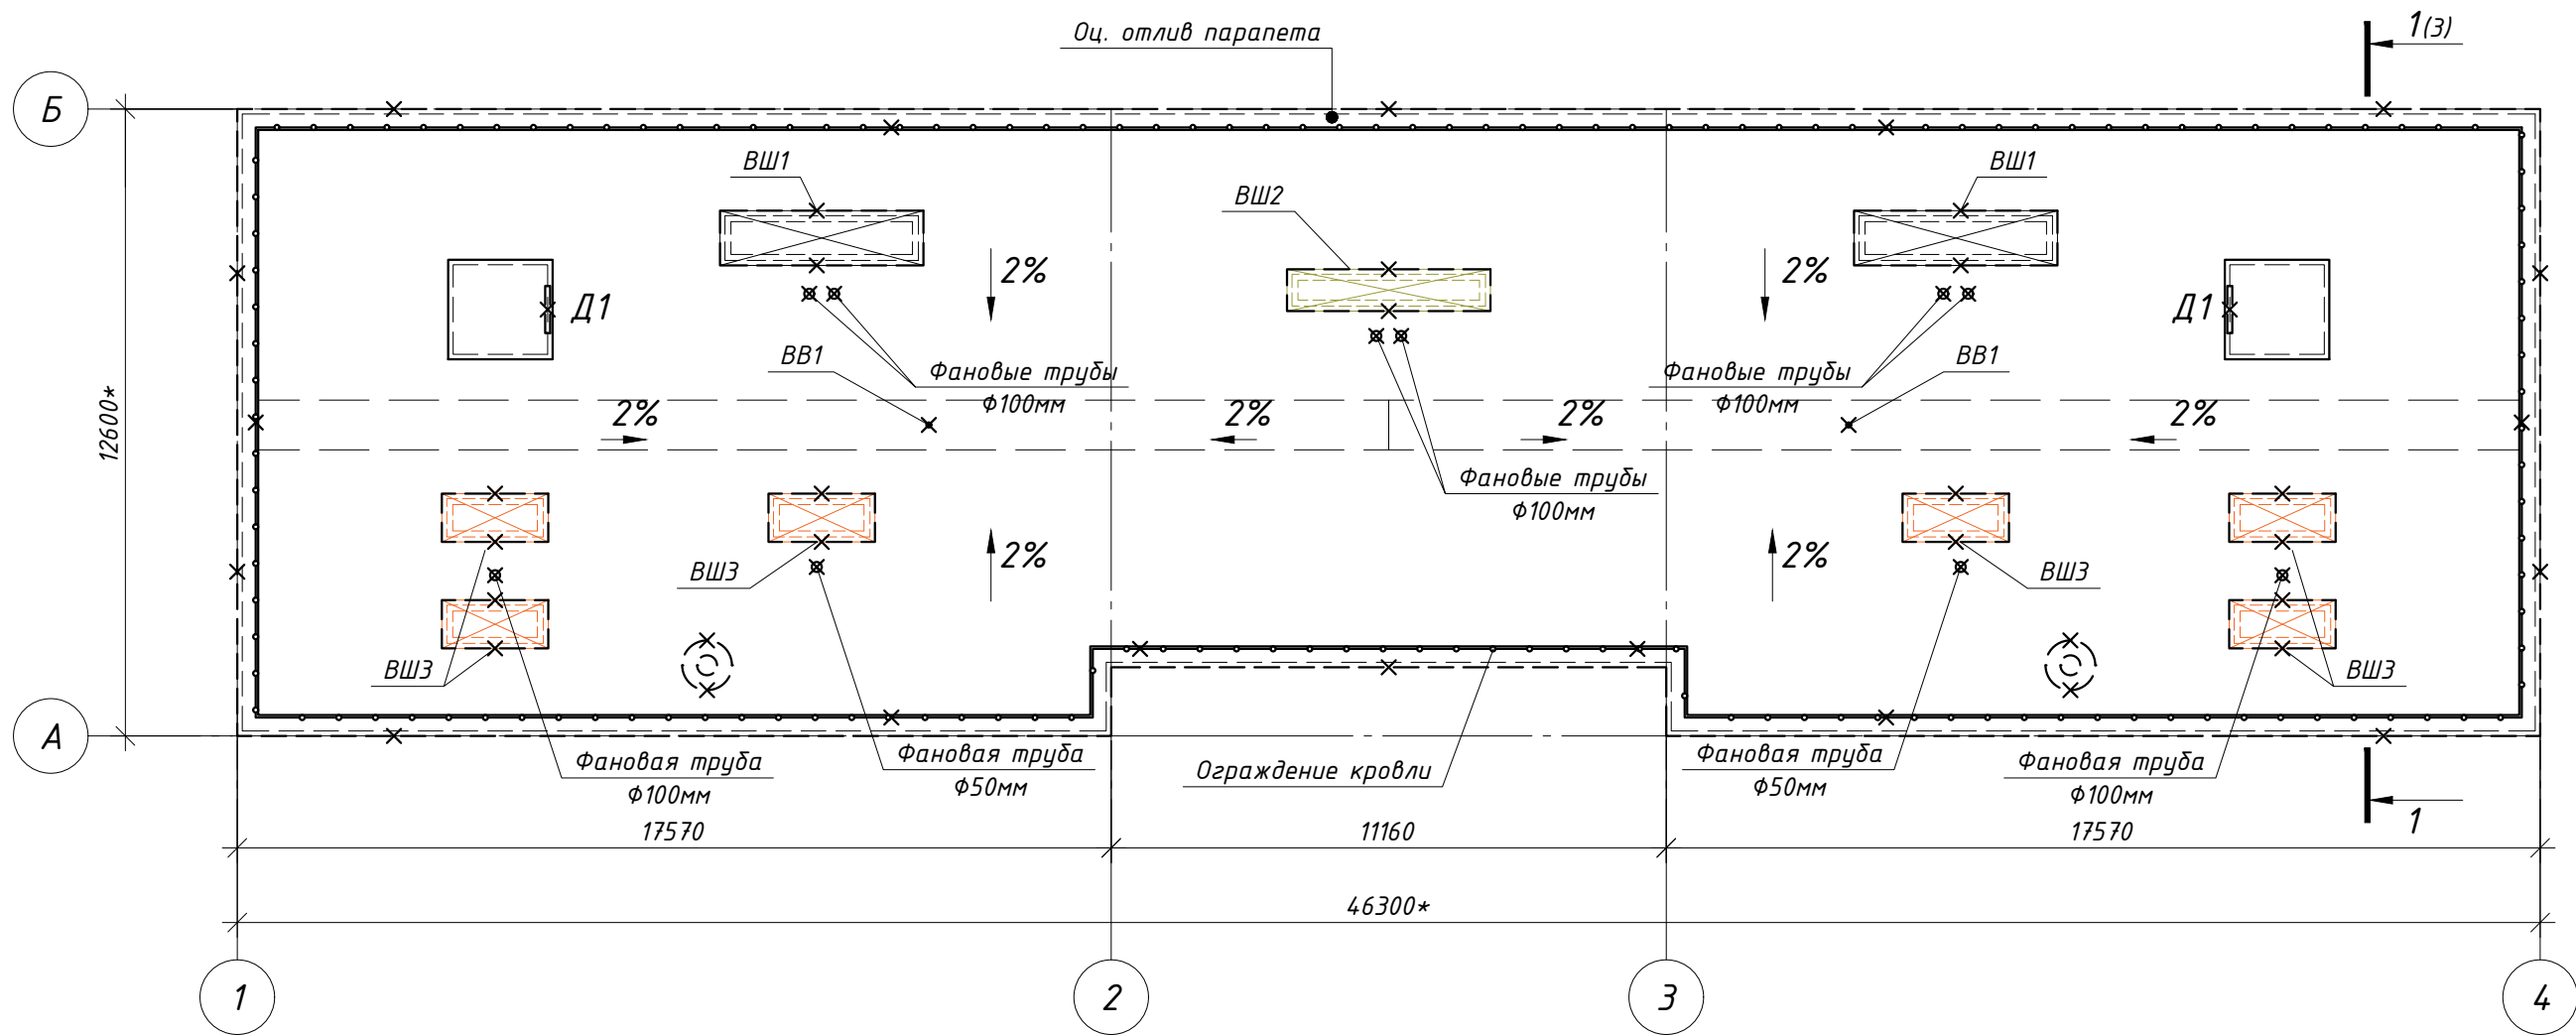 Оц. отлив парапета
1(3)
Б
ВШ1
ВШ2
ВШ1
2%
2%
Д1
Д1
ВВ1
Фановые трубы
Ф100мм
Фановые трубы
Ф100мм
ВВ1
12600*
2%
2%
2%
2%
Фановые трубы
Ф100мм
2%
2%
ВШ3
ВШ3
ВШ3
ВШ3
А
Фановая труба
Ф100мм
Фановая труба
Ф50мм
Ограждение кровли
Фановая труба
Ф50мм
Фановая труба
Ф100мм
1
17570
11160
17570
46300*
1
2
3
4